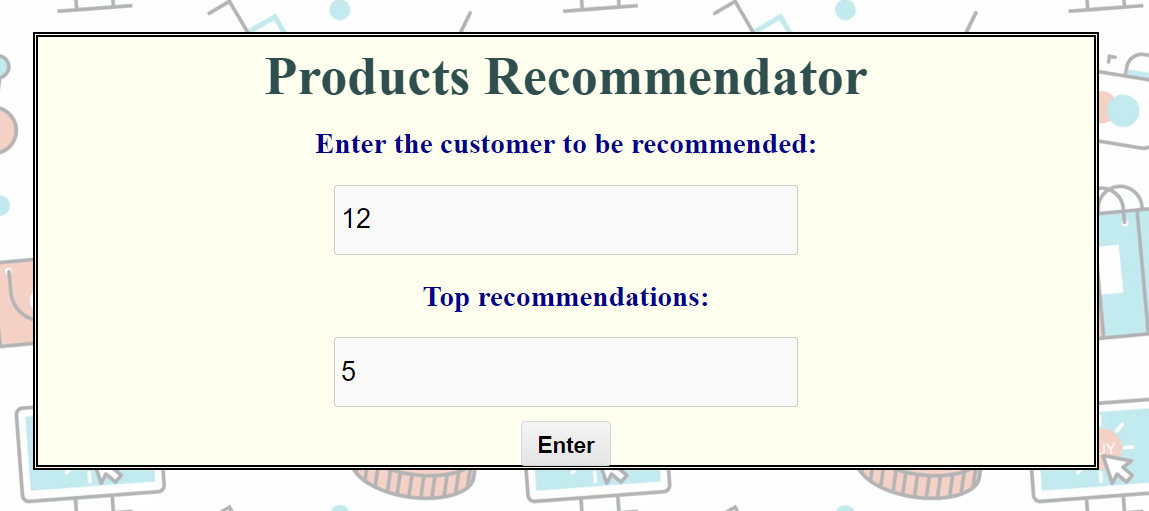 Products Recommendator
Enter the customer to be recommended:
12
Top recommendations:
5
Enter